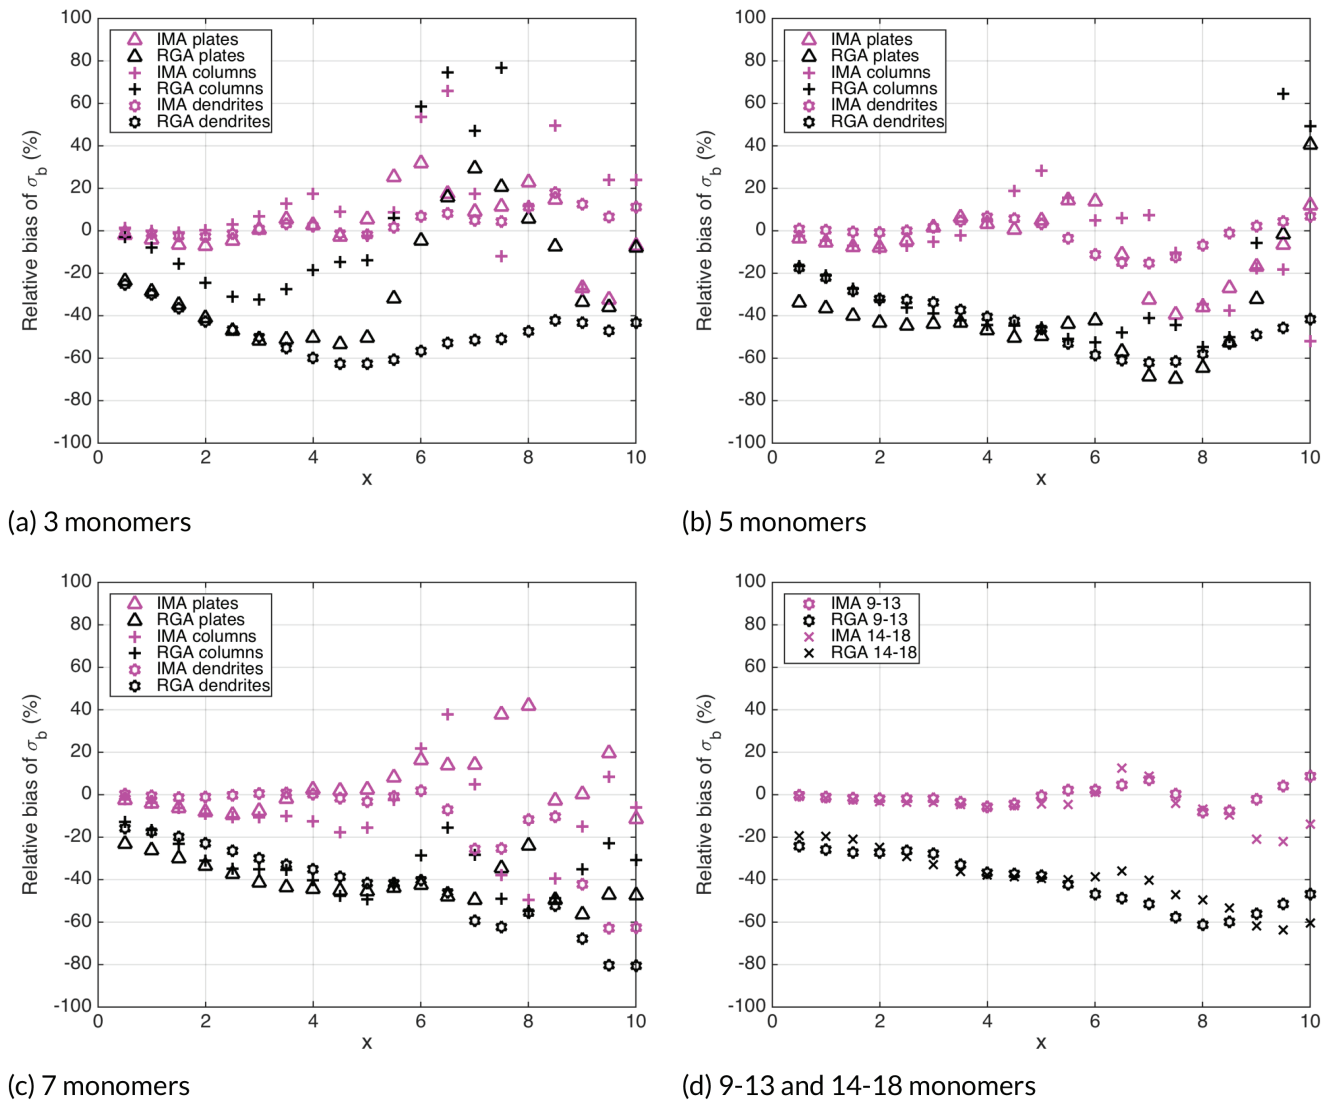 100
80
60
40
20
0
-20
-40
-60
-80
-100
Relative bias of σb (%)
IMA plates
RGA plates
IMA columns
RGA columns
IMA dendrites
RGA dendrites
0 2 4 6 8 10
x
(a) 3 monomers
100
80
60
40
20
0
-20
-40
-60
-80
-100
Relative bias of σb (%)
IMA plates
RGA plates
IMA columns
RGA columns
IMA dendrites
RGA dendrites
0 2 4 6 8 10
x
(b) 5 monomers
100
80
60
40
20
0
-20
-40
-60
-80
-100
Relative bias of σb (%)
IMA plates
RGA plates
IMA columns
RGA columns
IMA dendrites
RGA dendrites
0 2 4 6 8 10
x
(c) 7 monomers
100
80
60
40
20
0
-20
-40
-60
-80
-100
Relative bias of σb (%)
IMA 9-13
RGA 9-13
IMA 14-18
RGA 14-18
0 2 4 6 8 10
x
(d) 9-13 and 14-18 monomers